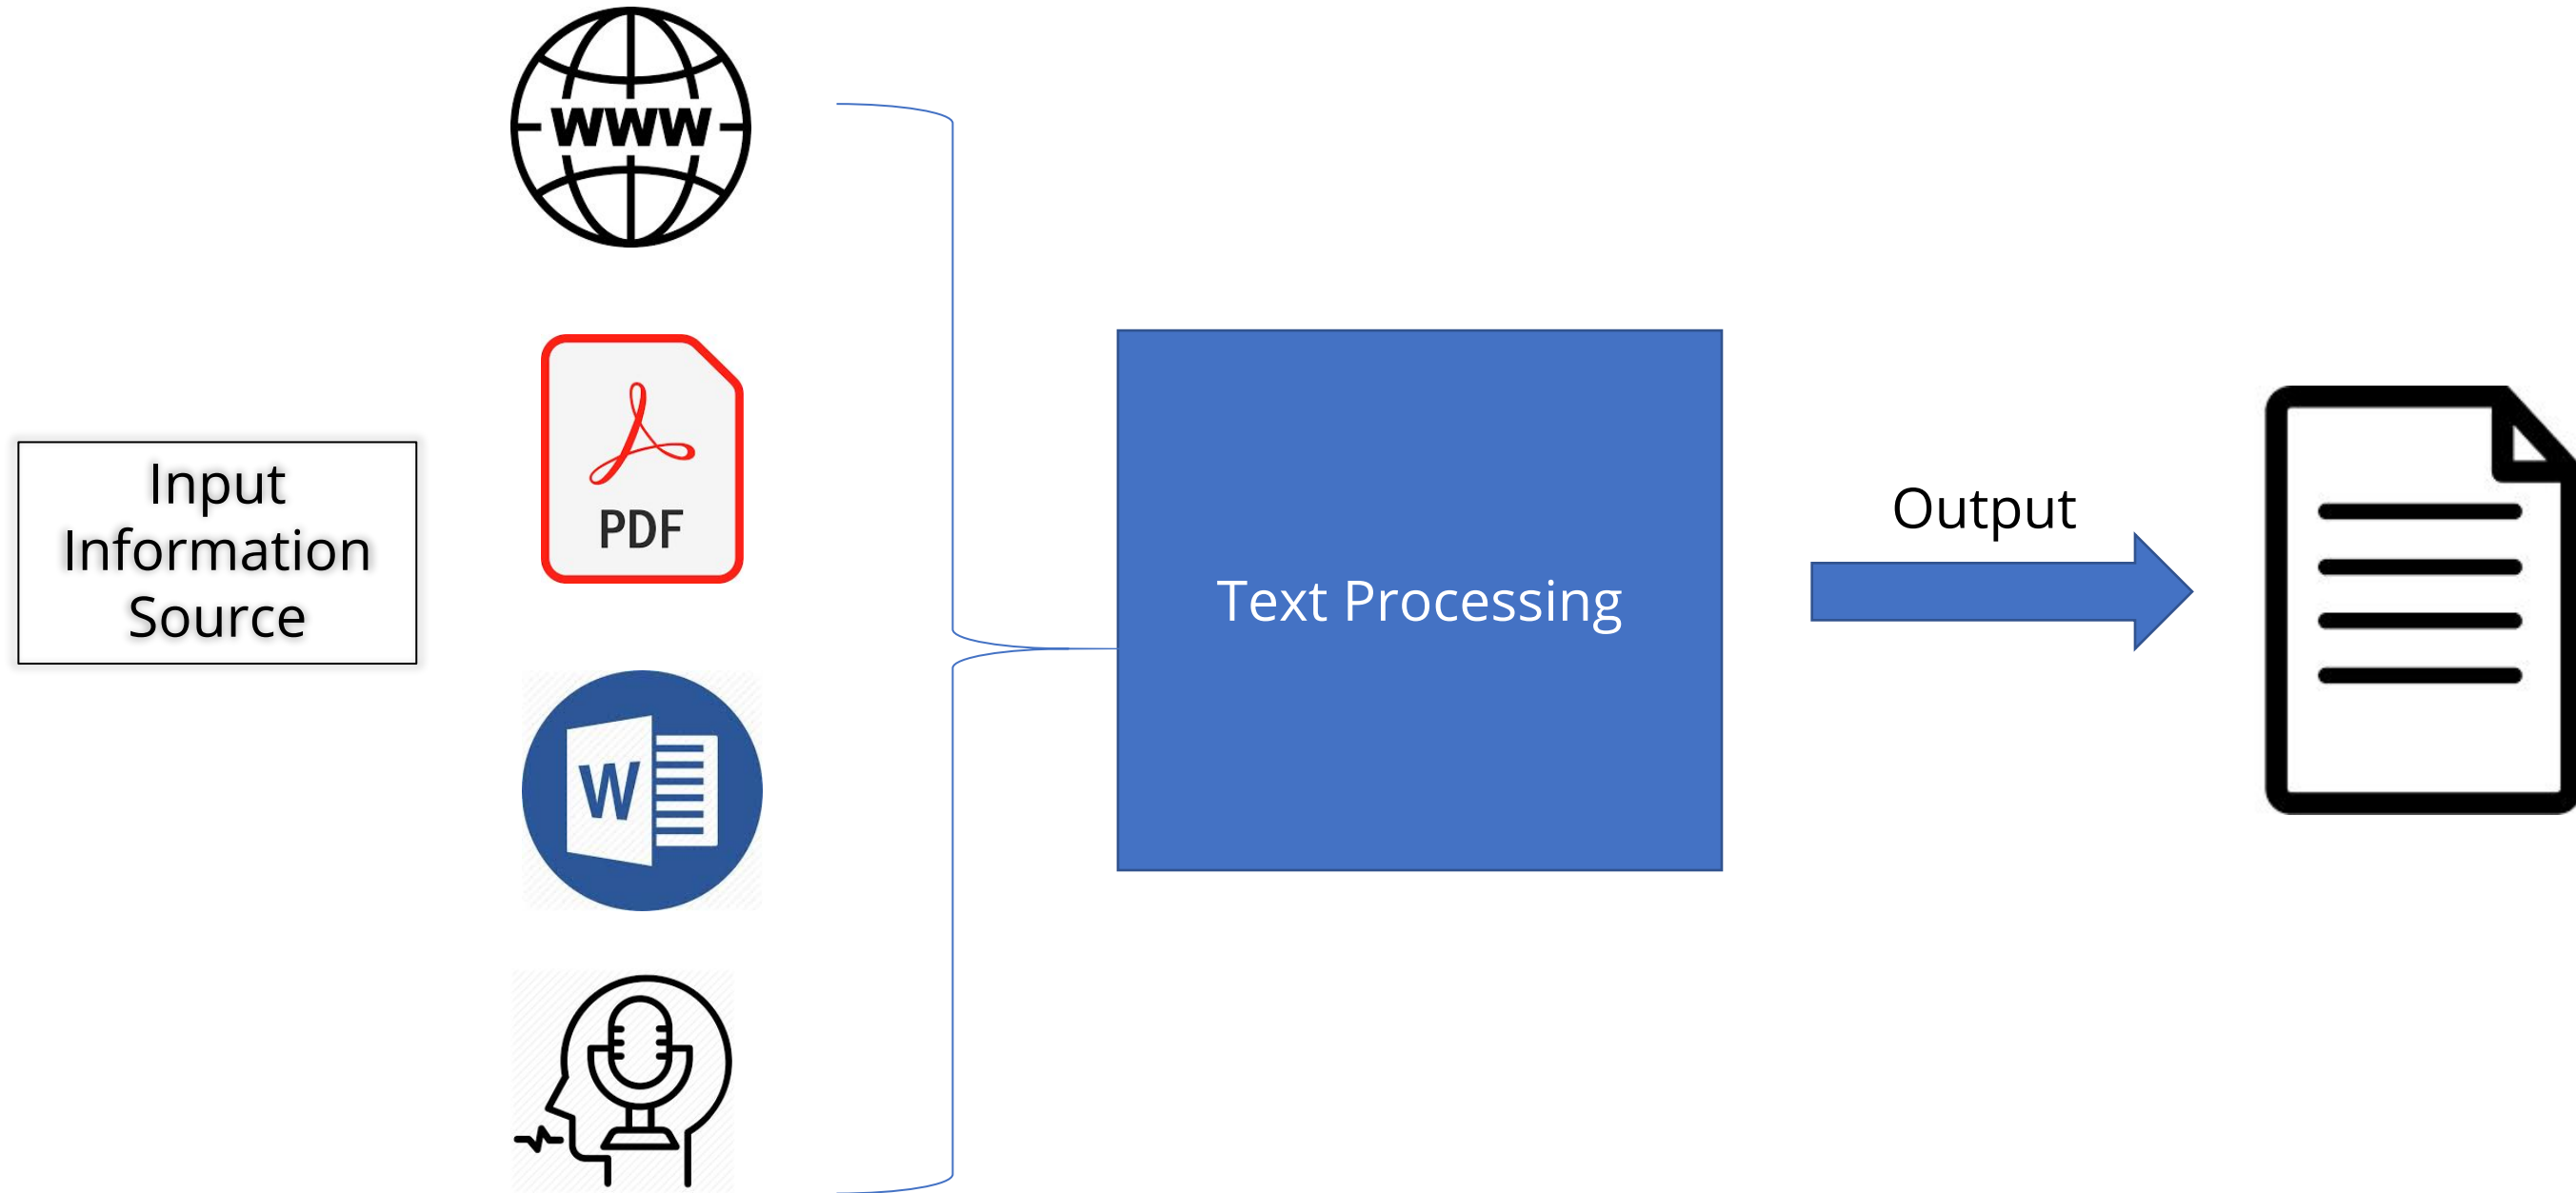 www
PDF
Input
Information
Source
W
Text Processing
Output